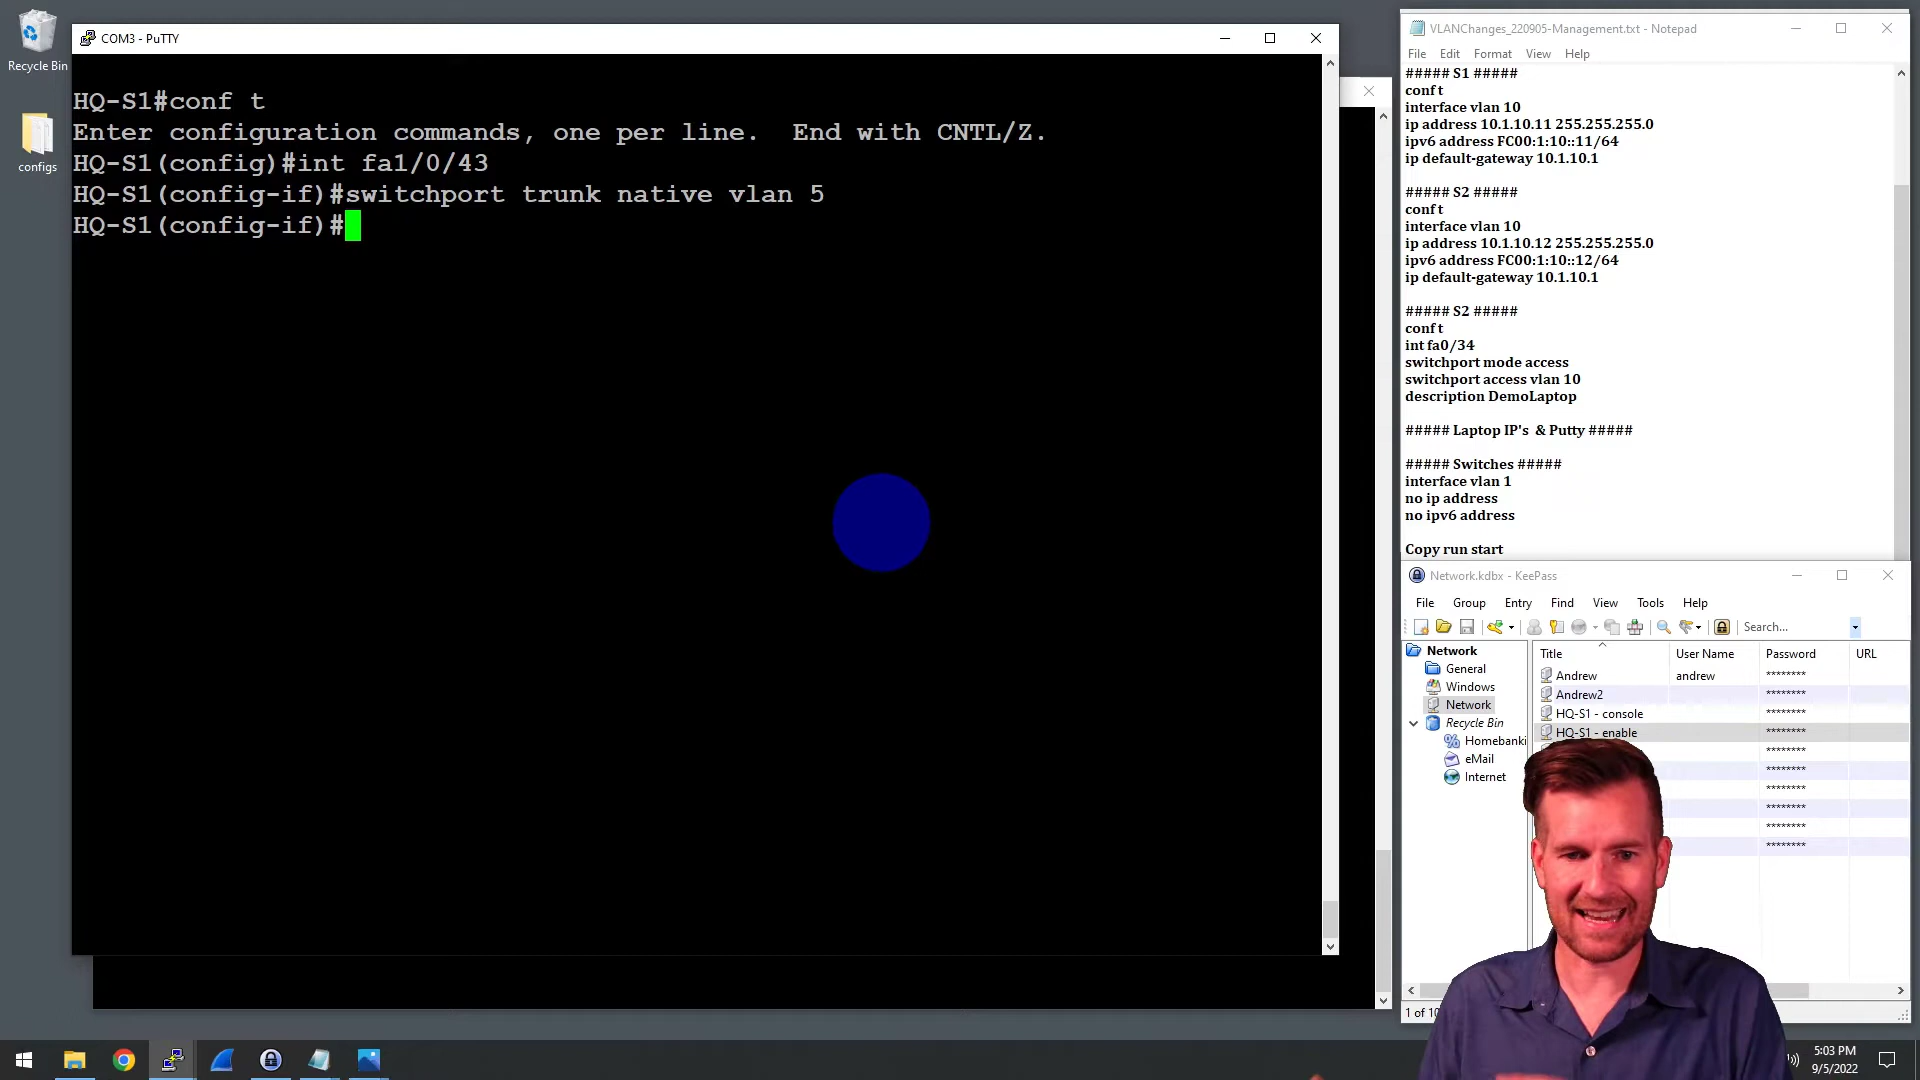 Recycle Bin
configs
COM3 - PuTTY
HQ-S1#conf t
Enter configuration commands, one per line.  End with CNTL/Z.
HQ-S1(config)#int fa1/0/43
HQ-S1(config-if)#switchport trunk native vlan 5
HQ-S1(config-if)#
VLANChanges_220905-Management.txt - Notepad
File Edit Format View Help
##### S1 #####
conf t
interface vlan 10
ip address 10.1.10.11 255.255.255.0
ipv6 address FC00:1:10::11/64
ip default-gateway 10.1.10.1
##### S2 #####
conf t
interface vlan 10
ip address 10.1.10.12 255.255.255.0
ipv6 address FC00:1:10::12/64
ip default-gateway 10.1.10.1
##### S2 #####
conf t
int fa0/34
switchport mode access
switchport access vlan 10
description DemoLaptop
##### Laptop IP's  & Putty #####
##### Switches #####
interface vlan 1
no ip address
no ipv6 address
Copy run start
Network.kdbx - KeePass
File Group Entry Find View Tools Help
Search...
Network
General
Windows
Network
Recycle Bin
Homebanki
eMail
Internet
Title User Name Password URL
Andrew andrew ********
Andrew2 ********
HQ-S1 - console ********
HQ-S1 - enable ********
********
********
********
********
********
********
1 of 10
5:03 PM
9/5/2022